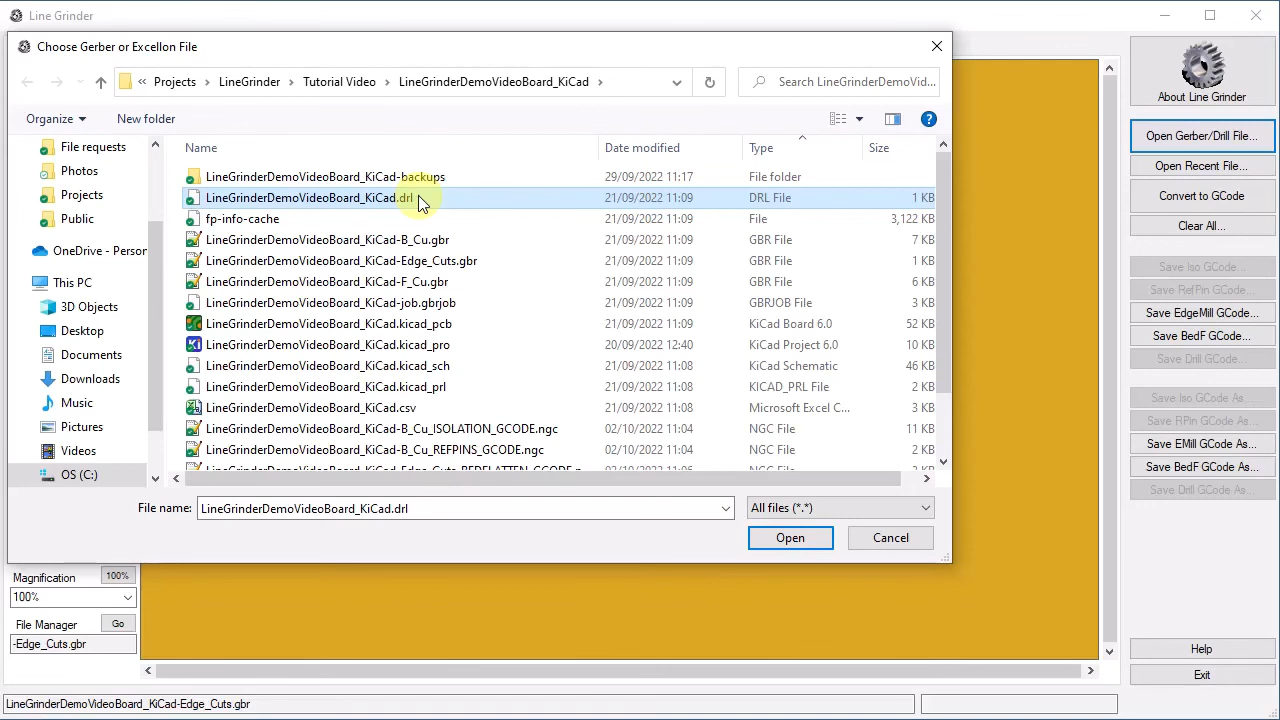 Line Grinder
Choose Gerber or Excellon File
« Projects > LineGrinder > Tutorial Video > LineGrinderDemoVideoBoard_KiCad >
Search LineGrinderDemoVid...
Organize
New folder
File requests
Photos
Projects
Public
OneDrive - Person
This PC
3D Objects
Desktop
Documents
Downloads
Music
Pictures
Videos
OS (C:)
Name Date modified Type Size
LineGrinderDemoVideoBoard_KiCad-backups 29/09/2022 11:17 File folder
LineGrinderDemoVideoBoard_KiCad.drl 21/09/2022 11:09 DRL File 1 KB
fp-info-cache 21/09/2022 11:09 File 3,122 KB
LineGrinderDemoVideoBoard_KiCad-B_Cu.gbr 21/09/2022 11:09 GBR File 7 KB
LineGrinderDemoVideoBoard_KiCad-Edge_Cuts.gbr 21/09/2022 11:09 GBR File 1 KB
LineGrinderDemoVideoBoard_KiCad-F_Cu.gbr 21/09/2022 11:09 GBR File 6 KB
LineGrinderDemoVideoBoard_KiCad-job.gbrjob 21/09/2022 11:09 GBRJOB File 3 KB
LineGrinderDemoVideoBoard_KiCad.kicad_pcb 21/09/2022 11:09 KiCad Board 6.0 52 KB
LineGrinderDemoVideoBoard_KiCad.kicad_pro 20/09/2022 12:40 KiCad Project 6.0 10 KB
LineGrinderDemoVideoBoard_KiCad.kicad_sch 21/09/2022 11:08 KiCad Schematic 46 KB
LineGrinderDemoVideoBoard_KiCad.kicad_prl 21/09/2022 11:08 KICAD_PRL File 2 KB
LineGrinderDemoVideoBoard_KiCad.csv 21/09/2022 11:08 Microsoft Excel C... 3 KB
LineGrinderDemoVideoBoard_KiCad-B_Cu_ISOLATION_GCODE.ngc 02/10/2022 11:04 NGC File 11 KB
LineGrinderDemoVideoBoard_KiCad-B_Cu_REFPINS_GCODE.ngc 02/10/2022 11:04 NGC File 2 KB
File name: LineGrinderDemoVideoBoard_KiCad.drl
All files (*.*)
Open
Cancel
Magnification 100%
100%
File Manager Go
-Edge_Cuts.gbr
LineGrinderDemoVideoBoard_KiCad-Edge_Cuts.gbr
About Line Grinder
Open Gerber/Drill File...
Open Recent File...
Convert to GCode
Clear All...
Save Iso GCode...
Save RefPin GCode...
Save EdgeMill GCode...
Save BedF GCode...
Save Drill GCode...
Save Iso GCode As...
Save RPin GCode As...
Save EMill GCode As...
Save BedF GCode As...
Save Drill GCode As...
Help
Exit